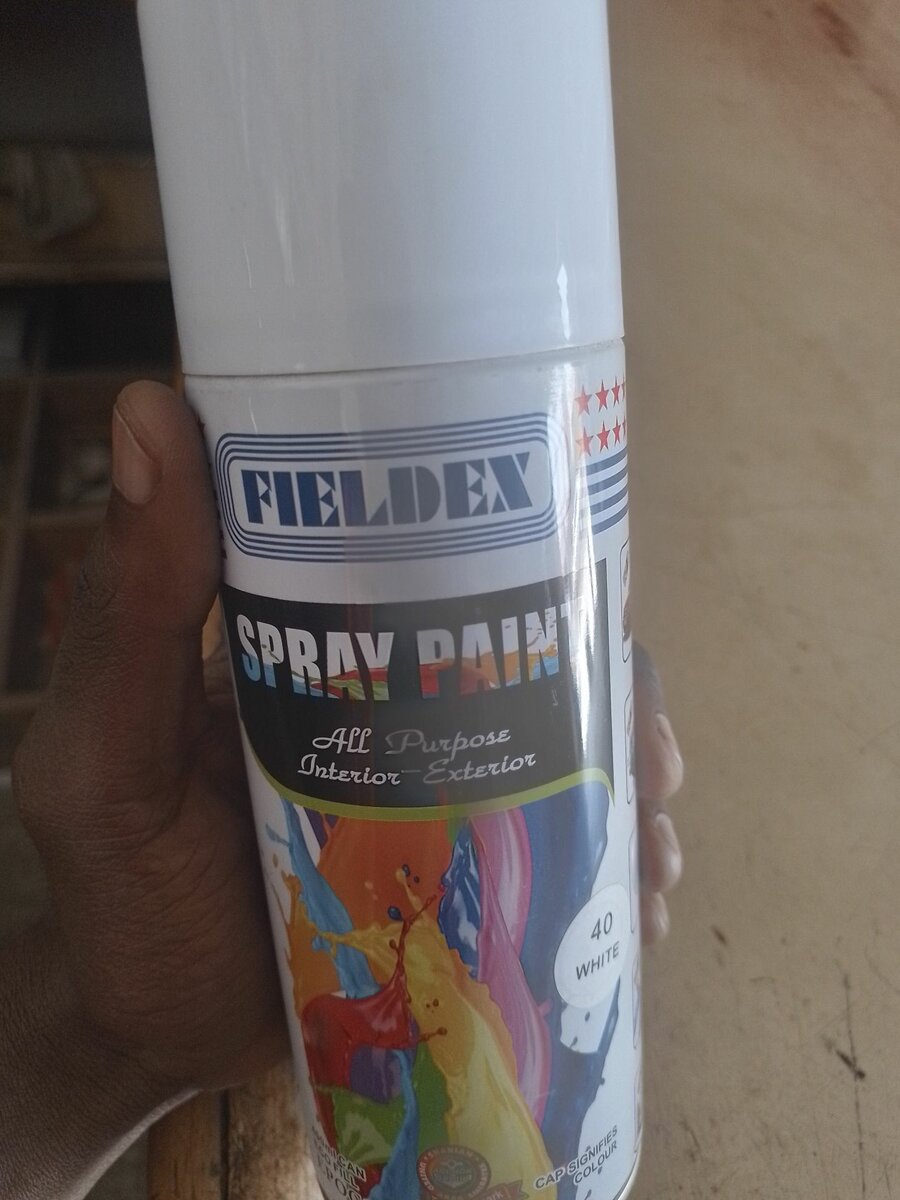 FIELDEX
SPRAY PAINT
All Purpose
Interior-Exterior
40
WHITE
CAP SIGNIFIES
COLOUR